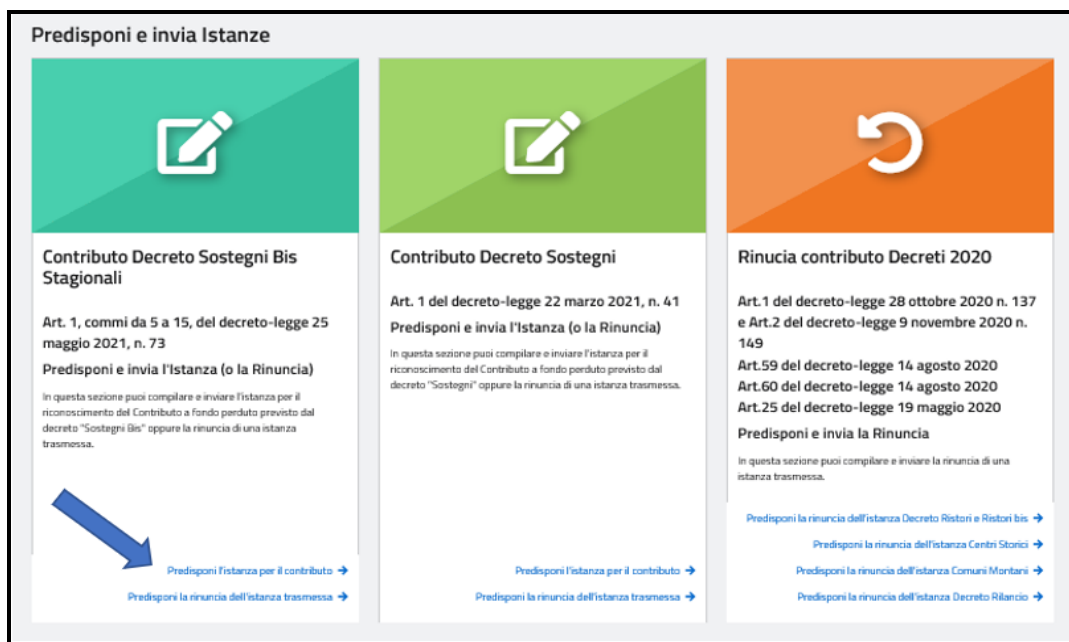 Predisponi e invia Istanze
Contributo Decreto Sostegni Bis
Stagionali
Art. 1, commi da 5 a 15, del decreto-legge 25
maggio 2021, n. 73
Predisponi e invia l'Istanza (o la Rinuncia)
In questa sezione puoi compilare e inviare l'istanza per il
riconoscimento del Contributo a fondo perduto previsto dal
decreto "Sostegni Bis" oppure la rinuncia di una istanza
trasmessa.
Predisponi l'istanza per il contributo →
Predisponi la rinuncia dell'istanza trasmessa →
Contributo Decreto Sostegni
Art. 1 del decreto-legge 22 marzo 2021, n. 41
Predisponi e invia l'Istanza (o la Rinuncia)
In questa sezione puoi compilare e inviare l'istanza per il
riconoscimento del Contributo a fondo perduto previsto dal
decreto "Sostegni" oppure la rinuncia di una istanza trasmessa.
Predisponi l'istanza per il contributo →
Predisponi la rinuncia dell'istanza trasmessa →
Rinucia contributo Decreti 2020
Art.1 del decreto-legge 28 ottobre 2020 n. 137
e Art.2 del decreto-legge 9 novembre 2020 n.
149
Art.59 del decreto-legge 14 agosto 2020
Art.60 del decreto-legge 14 agosto 2020
Art.25 del decreto-legge 19 maggio 2020
Predisponi e invia la Rinuncia
In questa sezione puoi compilare e inviare la rinuncia di una
istanza trasmessa.
Predisponi la rinuncia dell'istanza Decreto Ristori e Ristori bis →
Predisponi la rinuncia dell'istanza Centri Storici →
Predisponi la rinuncia dell'istanza Comuni Montani →
Predisponi la rinuncia dell'istanza Decreto Rilancio →